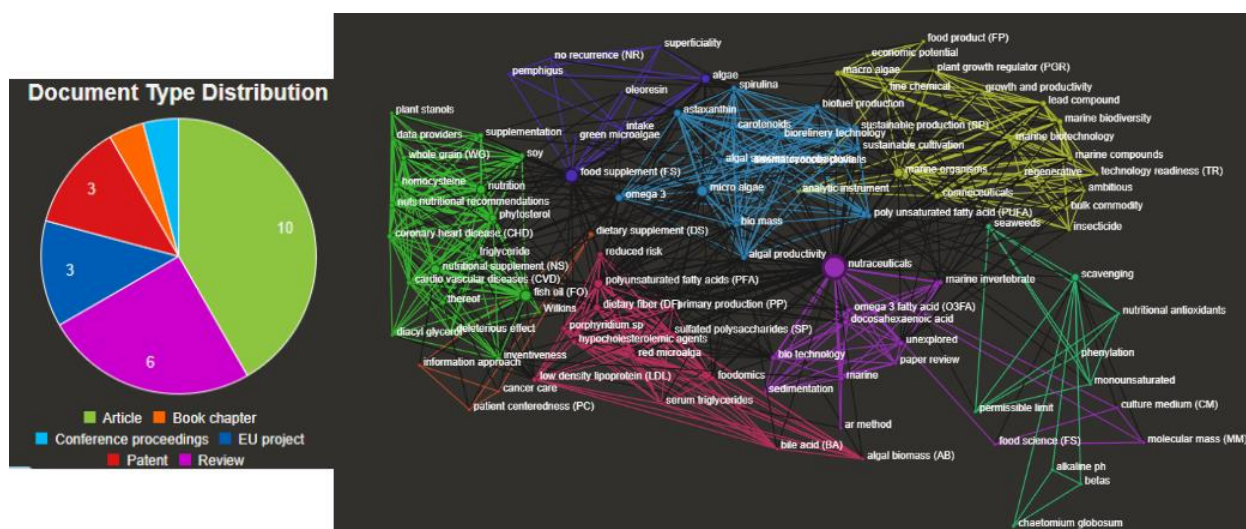 Document Type Distribution
10
6
3
3
Article Book chapter
Conference proceedings EU project
Patent Review
food product (FP)
superficiality
economic potential
no recurrence (NR)
pemphigus
algae
macro algae
plant growth regulator (PGR)
spirulina
oleoresin
fine chemical
growth and productivity
lead compound
plant stanols
astaxanthin
biofuel production
marine biodiversity
data providers
supplementation
intake
carotenoids
sustainable production (SP)
green microalgae
biorefinery technology
marine biotechnology
whole grain (WG)
soy
sustainable cultivation
marine compounds
food supplement (FS)
marine organisms
regenerative
technology readiness (TR)
homocysteine
nutrition
omega 3
micro algae
analytic instrument
cosmeceuticals
ambitious
nuts
nutritional recommendations
bulk commodity
phytosterol
bio mass
poly unsaturated fatty acid (PUFA)
seaweeds
insecticide
coronary heart disease (CHD)
dietary supplement (DS)
triglyceride
reduced risk
algal productivity
nutraceuticals
nutritional supplement (NS)
cardio vascular diseases (CVD)
polyunsaturated fatty acids (PFA)
marine invertebrate
scavenging
thereof
fish oil (FO)
dietary fiber (DF)
primary production (PP)
omega 3 fatty acid (O3FA)
Wilkins
docosahexaenoic acid
nutritional antioxidants
diacyl glycerol
deleterious effect
porphyridium sp
sulfated polysaccharides (SP)
hypocholesterolemic agents
unexplored
red microalga
bio technology
paper review
phenylation
information approach
inventiveness
low density lipoprotein (LDL)
foodomics
marine
monounsaturated
cancer care
sedimentation
serum triglycerides
patient centeredness (PC)
permissible limit
culture medium (CM)
ar method
food science (FS)
molecular mass (MM)
bile acid (BA)
algal biomass (AB)
alkaline ph
betas
chaetomium globosum